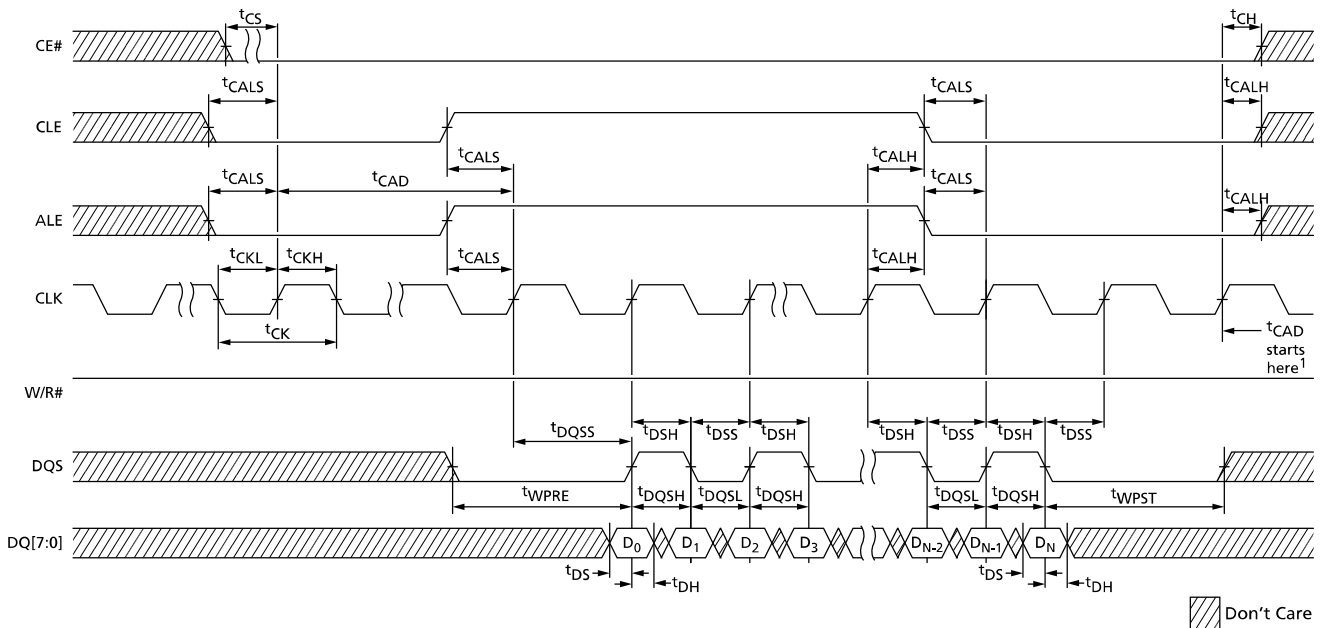 tCS tCH
CE#
tCALS tCALS tCALH
CLE
tCALS tCALH
tCALS tCAD tCALS tCALH
ALE
tCKL tCKH tCALS tCALH
CLK
tCK tCAD
starts
here1
W/R#
tDQSS tDSH tDSS tDSH tDSH tDSS tDSH tDSS
DQS
tWPRE tDQSH tDQSL tDQSH tDQSL tDQSH tWPST
DQ[7:0] D0 D1 D2 D3 DN-2 DN-1 DN
tDS tDH tDS tDH
Don't Care